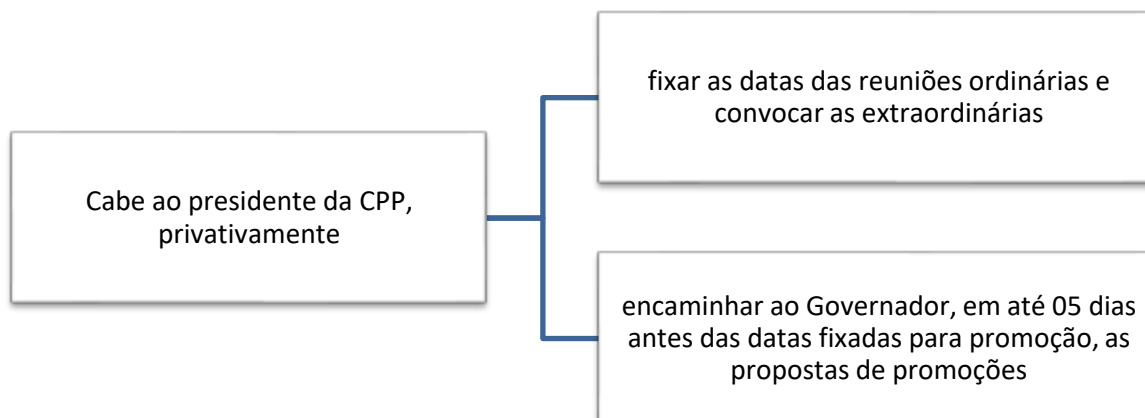 Cabe ao presidente da CPP,
privativamente
fixar as datas das reuniões ordinárias e
convocar as extraordinárias
encaminhar ao Governador, em até 05 dias
antes das datas fixadas para promoção, as
propostas de promoções